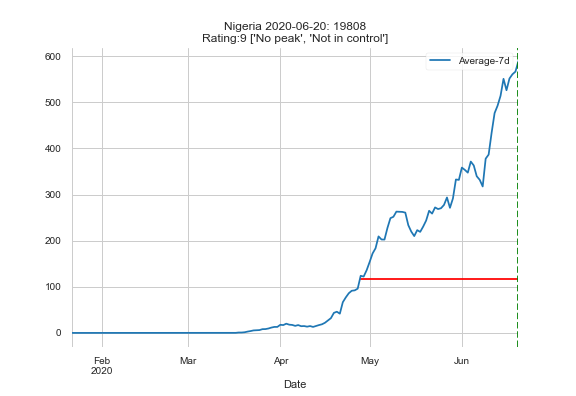 Nigeria 2020-06-20: 19808
Rating:9 ['No peak', 'Not in control']
Average-7d
600
500
400
300
200
100
0
Feb
2020
Mar
Apr
May
Jun
Date